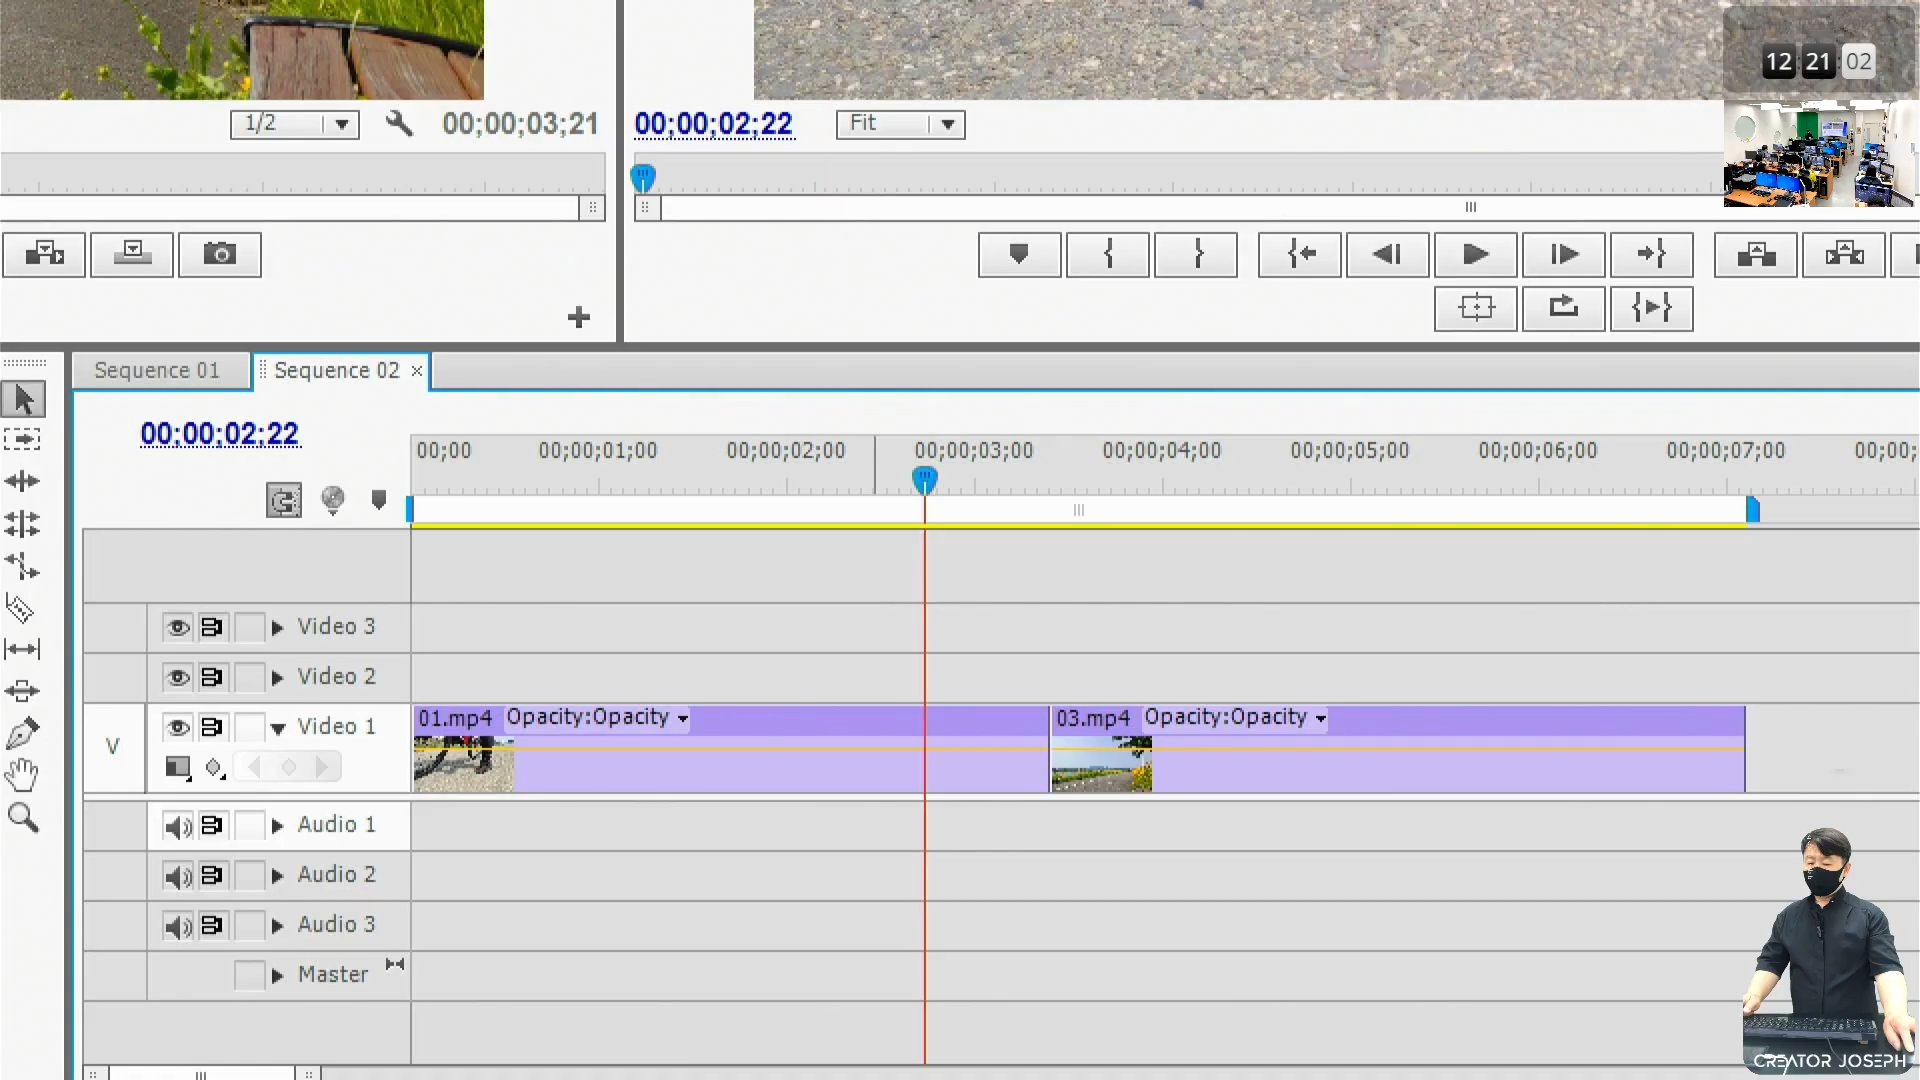 12 21 02
1/2
00;00;03;21
00;00;02;22
Fit
Sequence 01
Sequence 02
00;00;02;22
00;00 00;00;01;00 00;00;02;00 00;00;03;00 00;00;04;00 00;00;05;00 00;00;06;00 00;00;07;00 00;00;
Video 3
Video 2
V
Video 1
01.mp4 Opacity:Opacity
03.mp4 Opacity:Opacity
Audio 1
Audio 2
Audio 3
Master
CREATOR JOSEPH